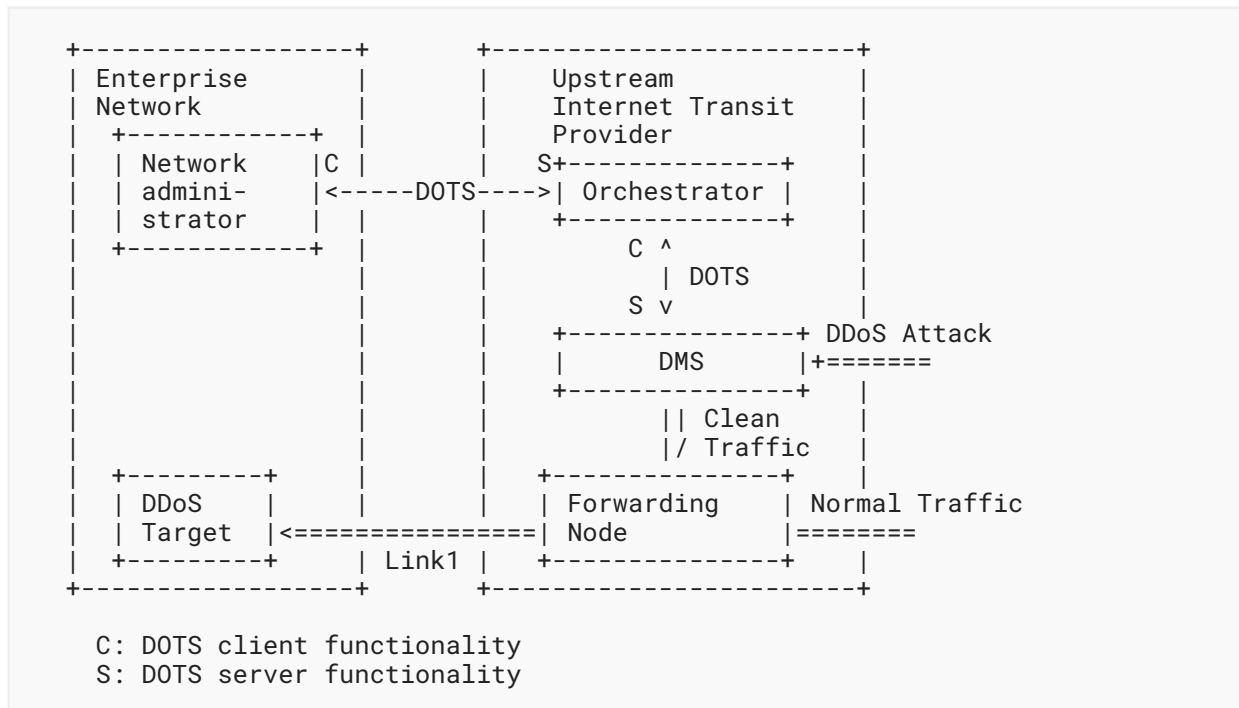 +------------------+       +------------------------+
| Enterprise       |       |    Upstream            |
| Network          |       |    Internet Transit    |
|  +------------+  |       |    Provider            |
|  | Network    |C |       |   S+--------------+    |
|  | admini-    |<-----DOTS---->| Orchestrator |    |
|  | strator    |  |       |    +--------------+    |
|  +------------+  |       |         C ^            |
|                  |       |           | DOTS       |
|                  |       |         S v            |
|                  |       |    +---------------+ DDoS Attack
|                  |       |    |      DMS      |+=======
|                  |       |    +---------------+   |
|                  |       |           || Clean     |
|                  |       |           |/ Traffic   |
|  +---------+     |       |   +---------------+    |
|  | DDoS    |     |       |   | Forwarding    | Normal Traffic
|  | Target  |<================| Node          |========
|  +---------+     | Link1 |   +---------------+    |
+------------------+       +------------------------+
C: DOTS client functionality
S: DOTS server functionality